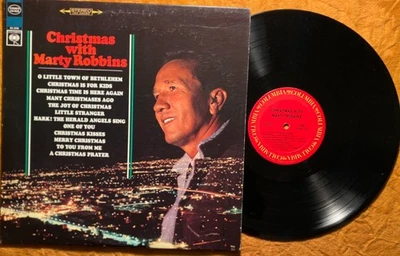 STEREO
Christmas
with
Marty Robbins
O LITTLE TOWN OF BETHLEHEM
CHRISTMAS IS FOR KIDS
CHRISTMAS TIME IS HERE AGAIN
MANY CHRISTMASES AGO
THE JOY OF CHRISTMAS
LITTLE STRANGER
HARK! THE HERALD ANGELS SING
ONE OF YOU
CHRISTMAS KISSES
MERRY CHRISTMAS
TO YOU FROM ME
A CHRISTMAS PRAYER
COLUMBIA